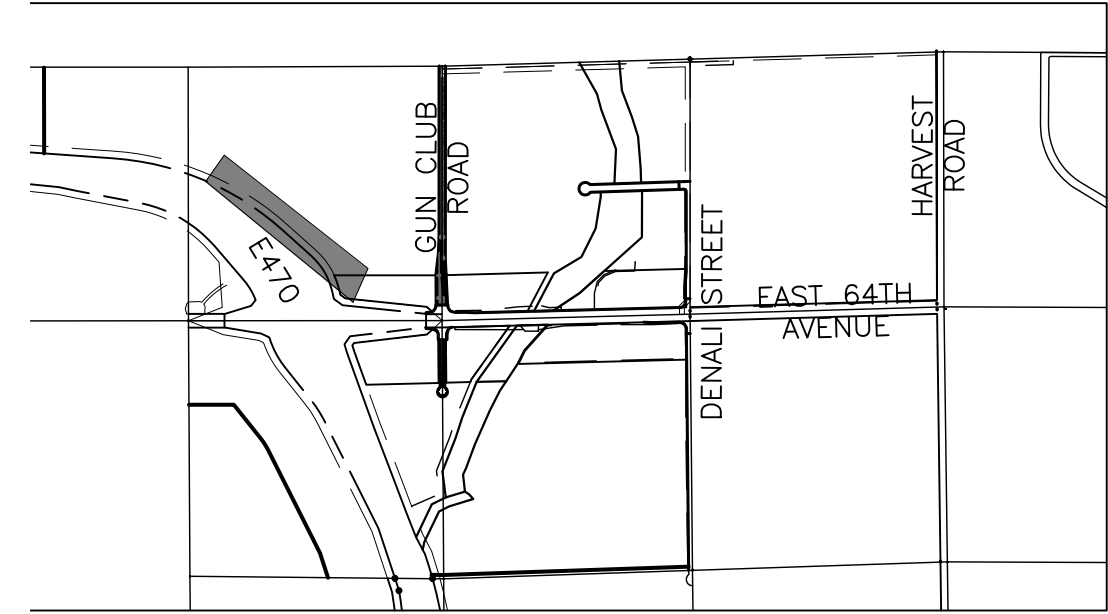 GUN CLUB
ROAD
HARVEST
ROAD
E470
DENALI STREET
EAST 64TH
AVENUE